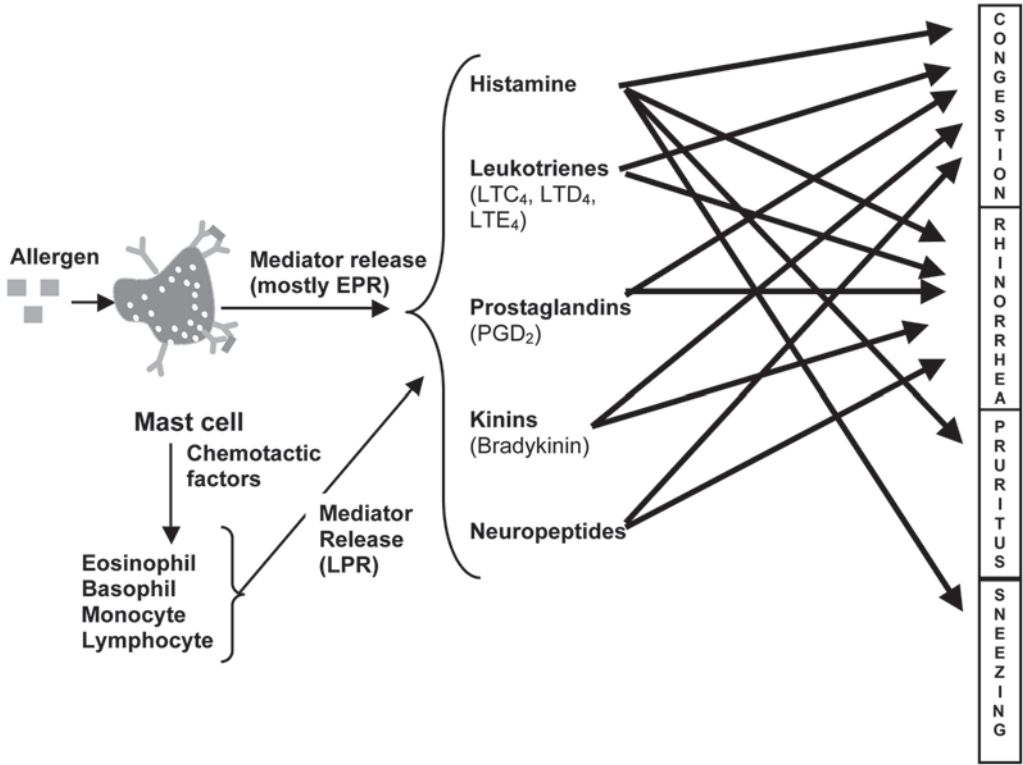 Allergen
Mediator release
(mostly EPR)
Mast cell
Chemotactic
factors
Eosinophil
Basophil
Monocyte
Lymphocyte
Mediator
Release
(LPR)
Histamine
Leukotrienes
(LTC₄, LTD₄,
LTE₄)
Prostaglandins
(PGD₂)
Kinins
(Bradykinin)
Neuropeptides
CONGESTION
RHINORRHEA
PRURITUS
SNEEZING